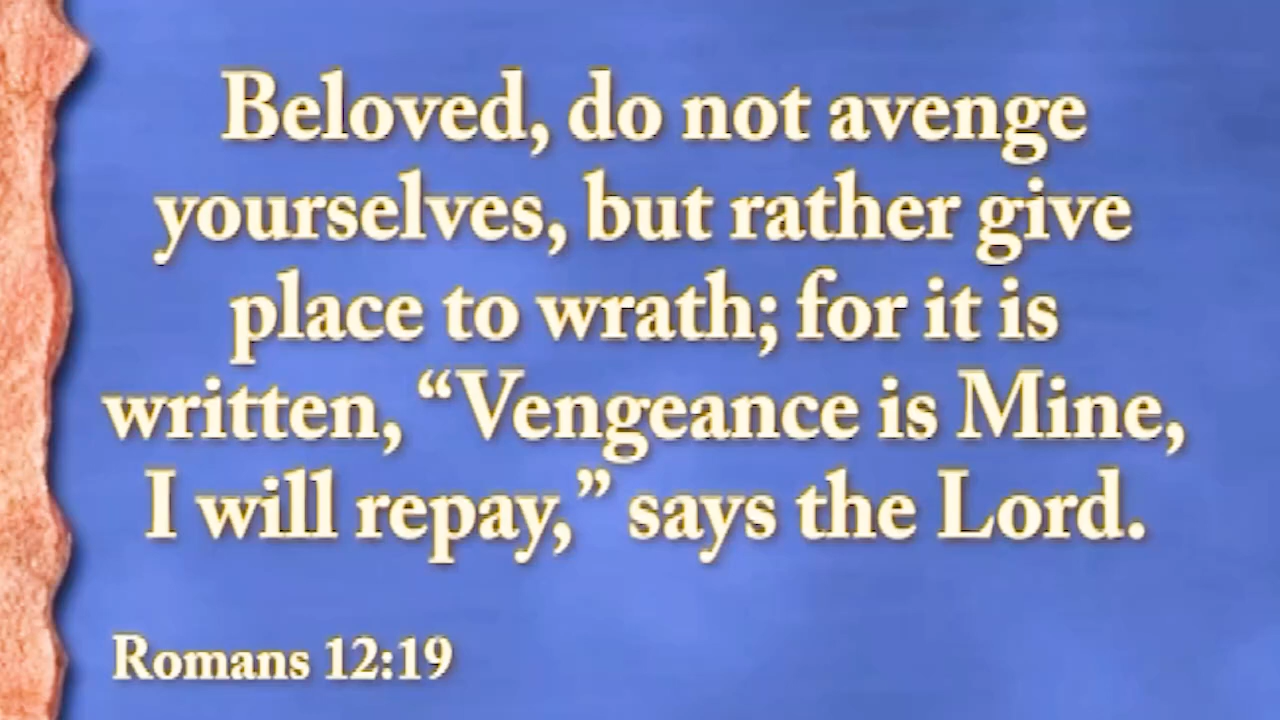 Beloved, do not avenge
yourselves, but rather give
place to wrath; for it is
written, “Vengeance is Mine,
I will repay,” says the Lord.
Romans 12:19